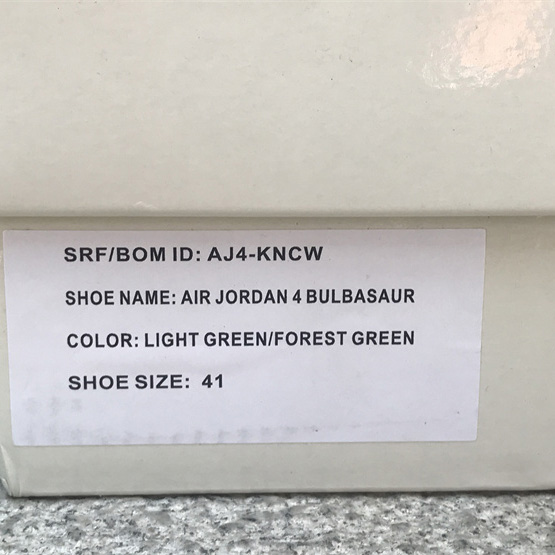 SRF/BOM ID: AJ4-KNCW
SHOE NAME: AIR JORDAN 4 BULBASAUR
COLOR: LIGHT GREEN/FOREST GREEN
SHOE SIZE: 41